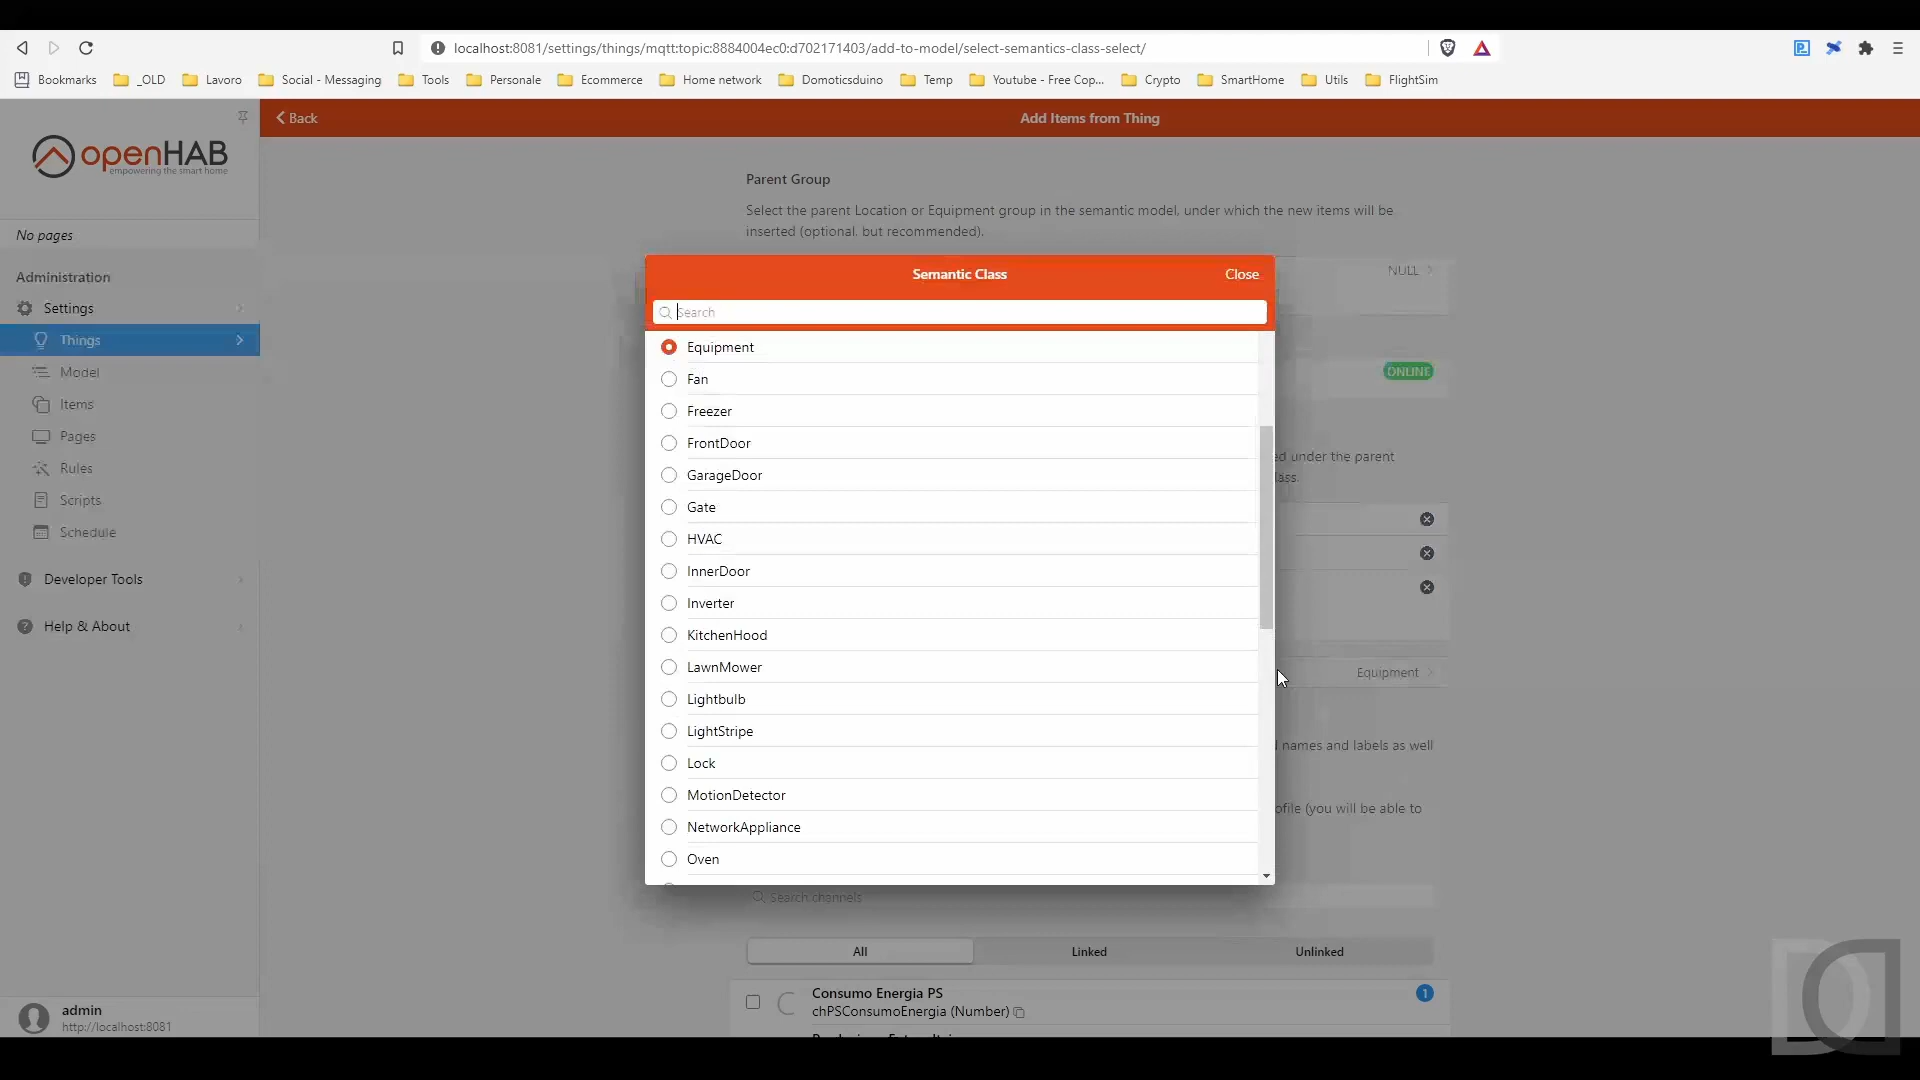 localhost:8081/settings/things/mqtt:topic:8884004ec0:d702171403/add-to-model/select-semantics-class-select/
Bookmarks
_OLD
Lavoro
Social - Messaging
Tools
Personale
Ecommerce
Home network
Domoticsduino
Temp
Youtube - Free Cop...
Crypto
SmartHome
Utils
FlightSim
Back
Add Items from Thing
openHAB
empowering the smart home
No pages
Administration
Settings
Things
Model
Items
Pages
Rules
Scripts
Schedule
Developer Tools
Help & About
admin
http://localhost:8081
Parent Group
Select the parent Location or Equipment group in the semantic model, under which the new items will be
inserted (optional, but recommended).
NULL
ONLINE
under the parent
Equipment
names and labels as well
(you will be able to
Semantic Class
Close
Search
Equipment
Fan
Freezer
FrontDoor
GarageDoor
Gate
HVAC
InnerDoor
Inverter
KitchenHood
LawnMower
Lightbulb
LightStripe
Lock
MotionDetector
NetworkAppliance
Oven
Search channels
All
Linked
Unlinked
Consumo Energia PS
1
chPSConsumoEnergia (Number)